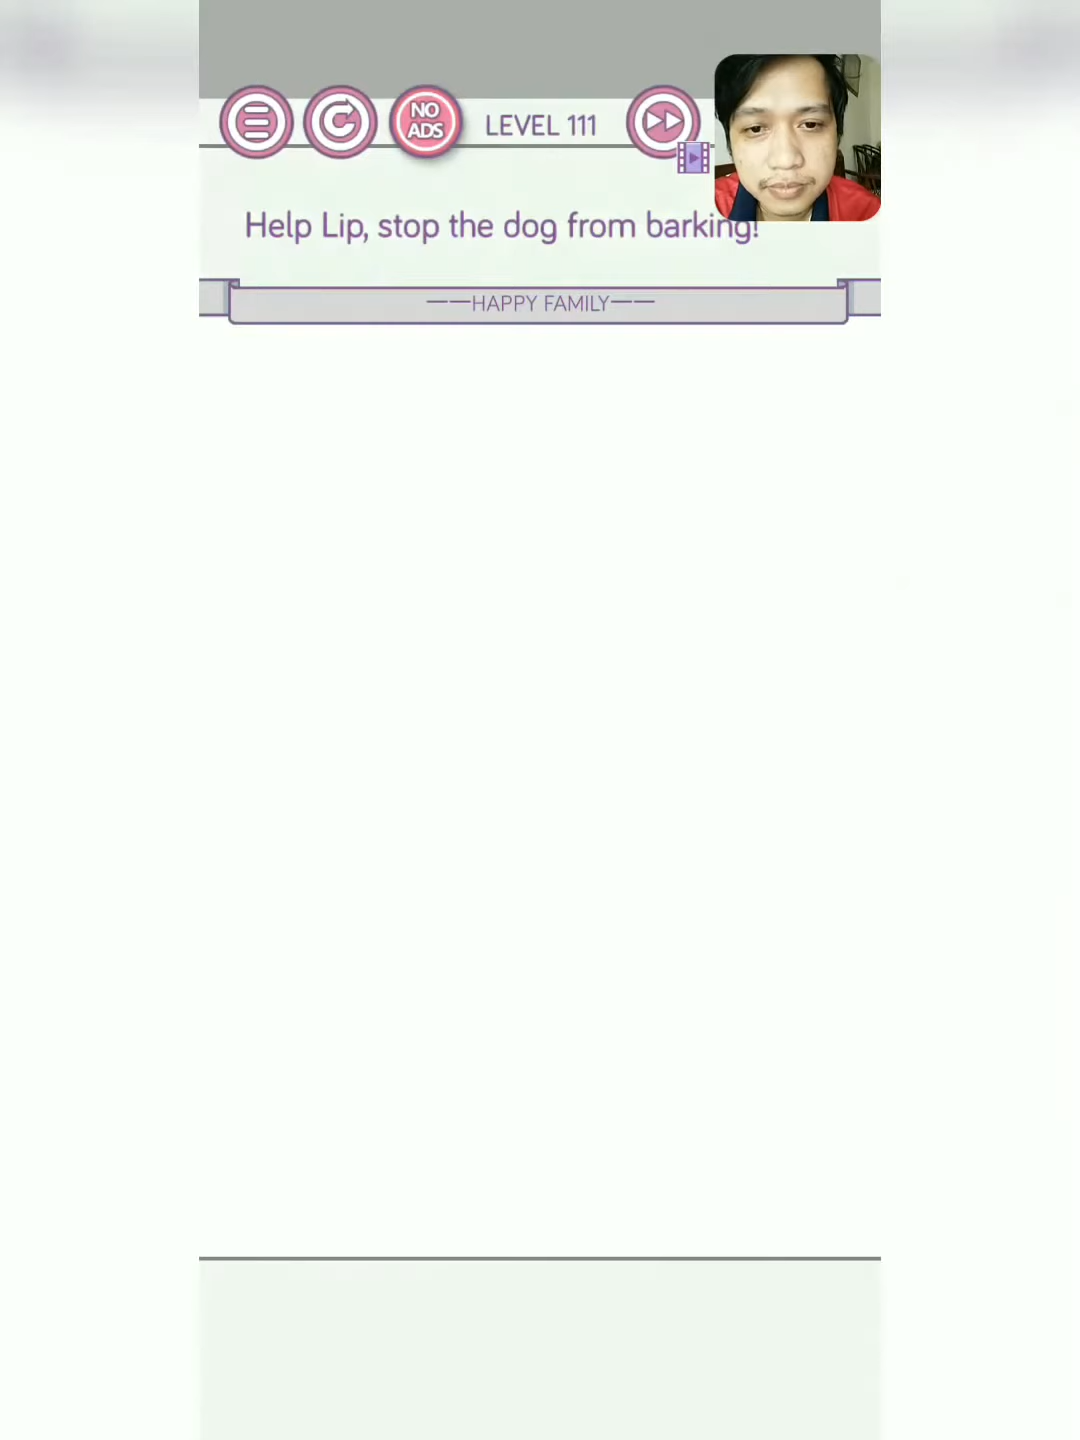 NO
ADS
LEVEL 111
Help Lip, stop the dog from barking!
——HAPPY FAMILY——